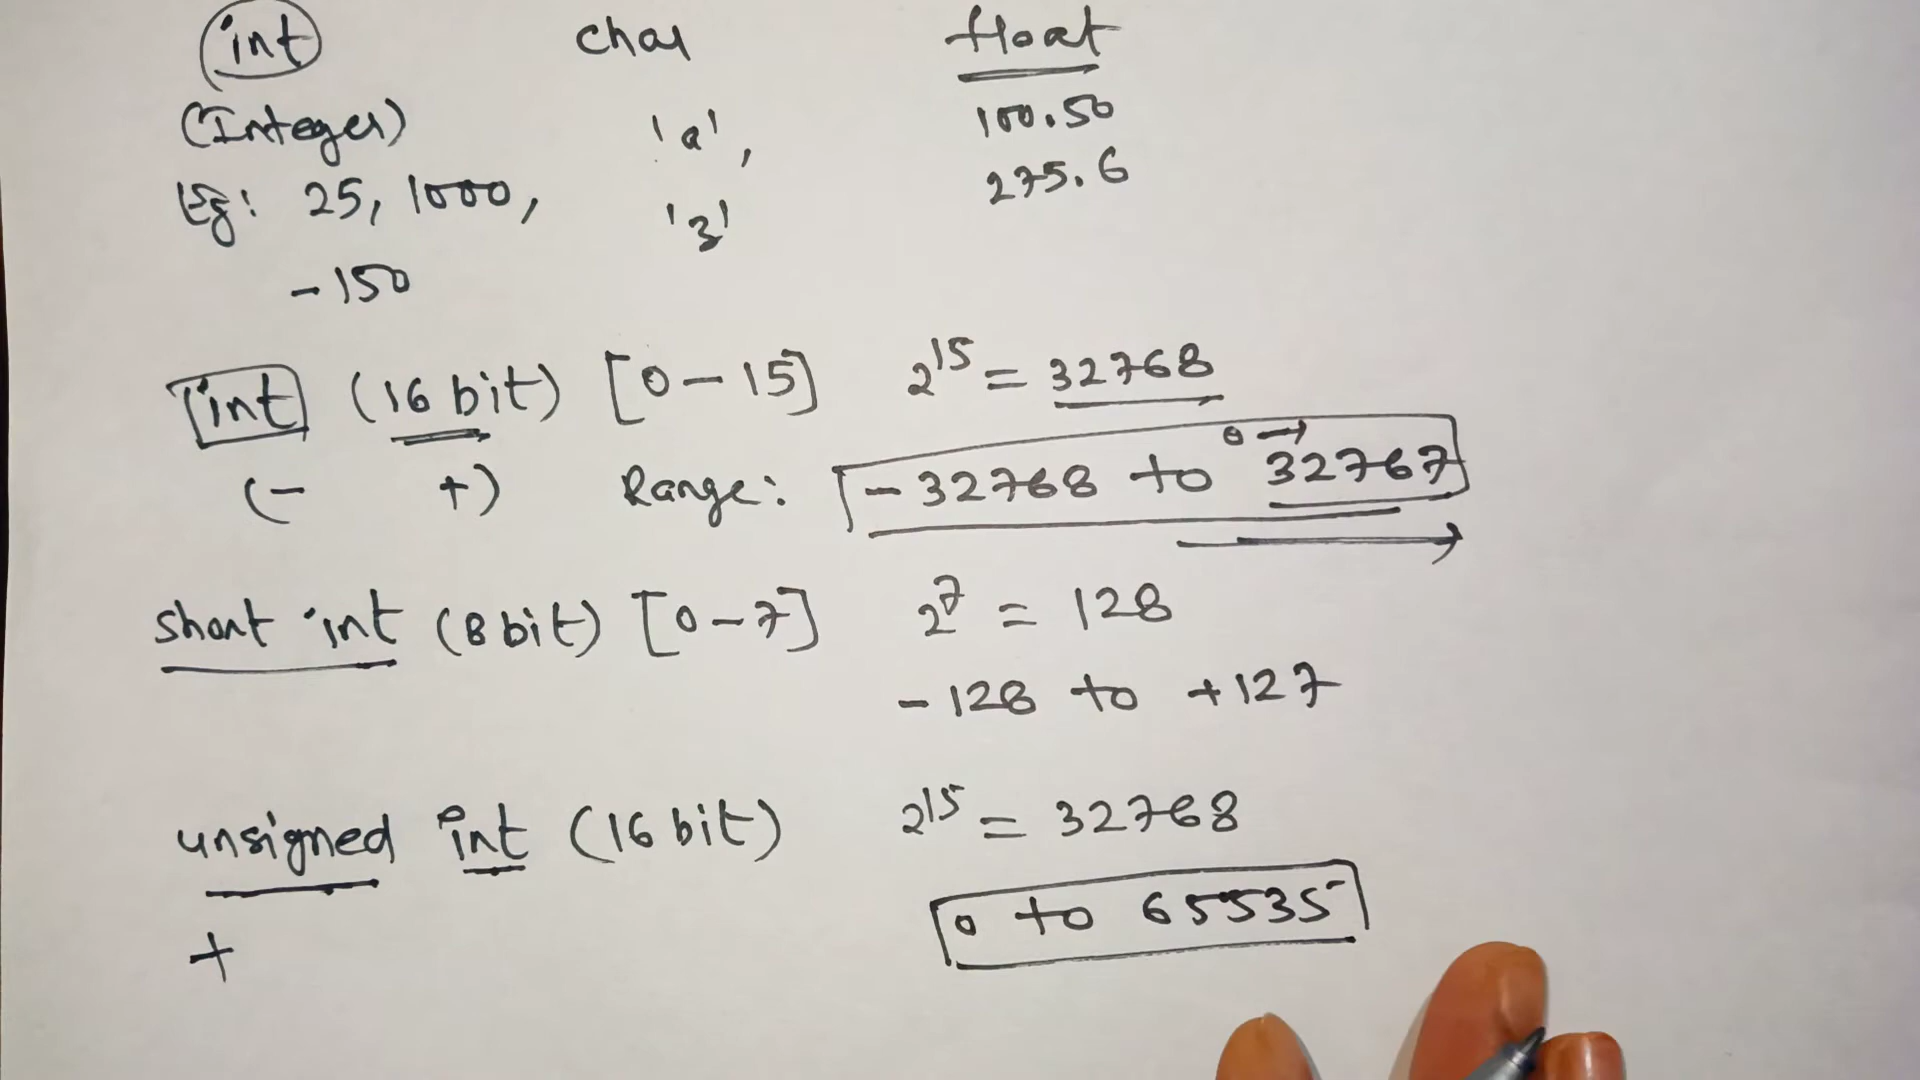 int char float
(Integer) 'a', 100.50
Eg: 25, 1000, 'z' 275.6
-150
int (16 bit) [0-15] 2^15 = 32768
(- +) Range: -32768 to 0→ 32767
short int (8 bit) [0-7] 2^7 = 128
-128 to +127
unsigned int (16 bit) 2^15 = 32768
+ 0 to 65535